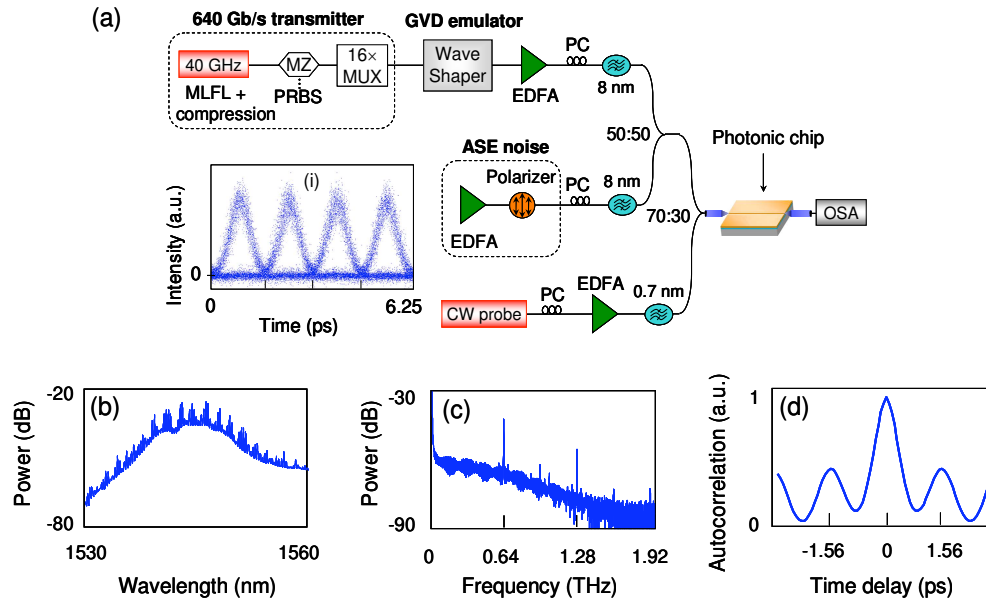 (a)
640 Gb/s transmitter
GVD emulator
40 GHz
MZ
16×
MUX
Wave
Shaper
PC
MLFL +
compression
PRBS
EDFA
8 nm
50:50
ASE noise
Photonic chip
Polarizer
PC
8 nm
EDFA
70:30
OSA
(i)
Intensity (a.u.)
0
0
6.25
Time (ps)
EDFA
PC
0.7 nm
CW probe
(b)
-20
Power (dB)
-80
1530
1560
Wavelength (nm)
(c)
-30
Power (dB)
-90
0
0.64
1.28
1.92
Frequency (THz)
(d)
Autocorrelation (a.u.)
1
0
-1.56
0
1.56
Time delay (ps)